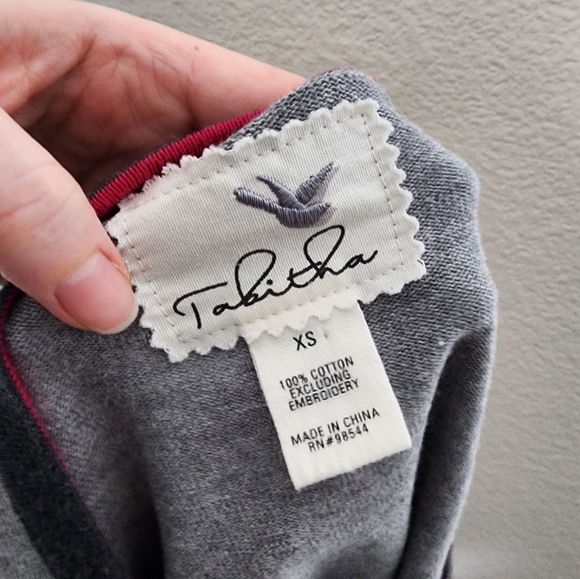 Tabitha
XS
100% COTTON
EXCLUDING
EMBROIDERY
MADE IN CHINA
RN#98544